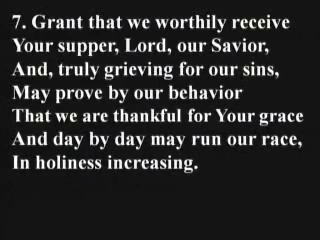 7. Grant that we worthily receive
Your supper, Lord, our Savior,
And, truly grieving for our sins,
May prove by our behavior
That we are thankful for Your grace
And day by day may run our race,
In holiness increasing.